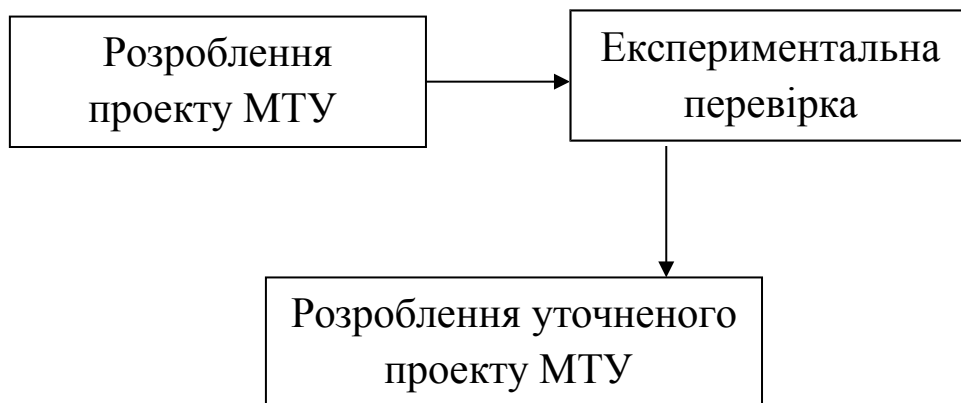 Розроблення
проекту МТУ
Експериментальна
перевірка
Розроблення уточненого
проекту МТУ